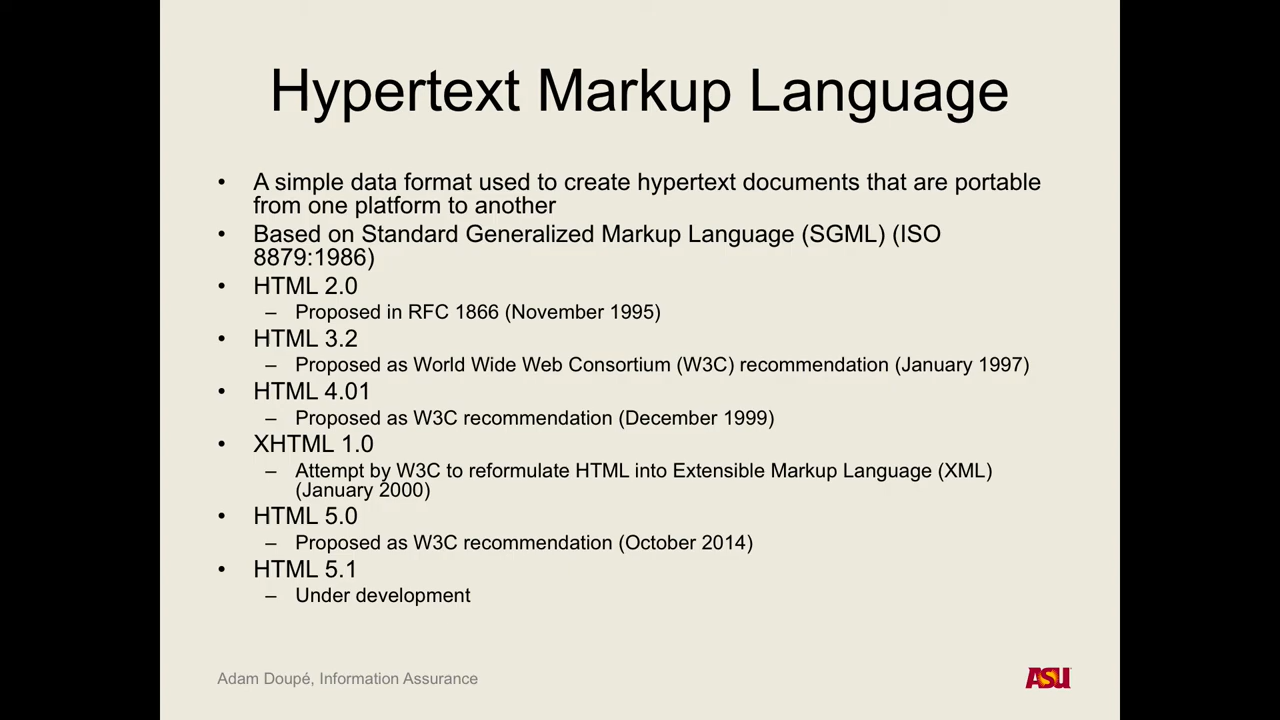 Hypertext Markup Language
• A simple data format used to create hypertext documents that are portable
from one platform to another
• Based on Standard Generalized Markup Language (SGML) (ISO
8879:1986)
• HTML 2.0
– Proposed in RFC 1866 (November 1995)
• HTML 3.2
– Proposed as World Wide Web Consortium (W3C) recommendation (January 1997)
• HTML 4.01
– Proposed as W3C recommendation (December 1999)
• XHTML 1.0
– Attempt by W3C to reformulate HTML into Extensible Markup Language (XML)
(January 2000)
• HTML 5.0
– Proposed as W3C recommendation (October 2014)
• HTML 5.1
– Under development
Adam Doupé, Information Assurance
ASU